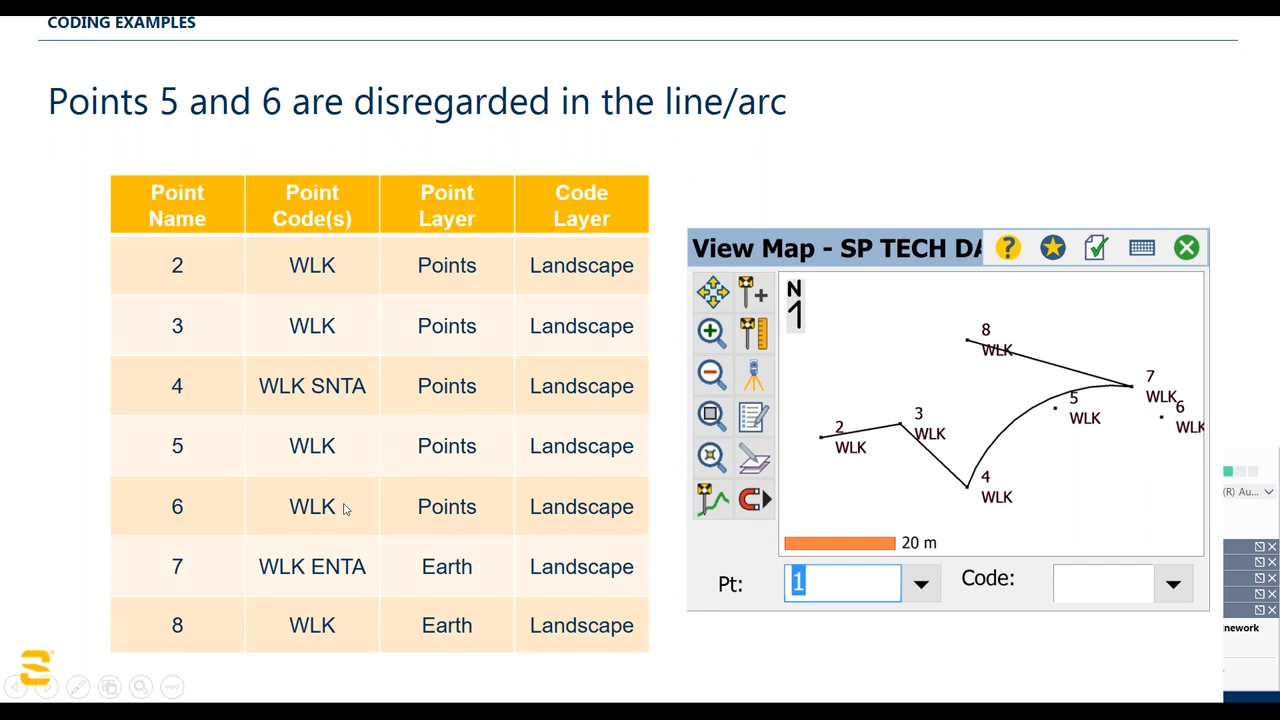 CODING EXAMPLES
Points 5 and 6 are disregarded in the line/arc
Point Name Point Code(s) Point Layer Code Layer
2 WLK Points Landscape
3 WLK Points Landscape
4 WLK SNTA Points Landscape
5 WLK Points Landscape
6 WLK Points Landscape
7 WLK ENTA Earth Landscape
8 WLK Earth Landscape
View Map - SP TECH DA
N
1
8
WLK
7
WLK
5
WLK
6
WLK
3
WLK
2
WLK
4
WLK
20 m
Pt: 1 Code:
(R) Au...
nework